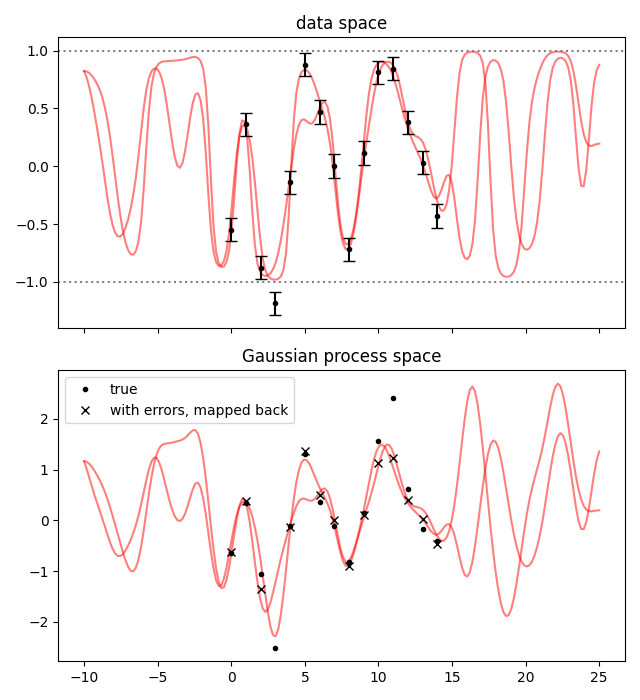 data space
1.0
0.5
0.0
−0.5
−1.0
Gaussian process space
true
with errors, mapped back
2
1
0
−1
−2
−10 −5 0 5 10 15 20 25